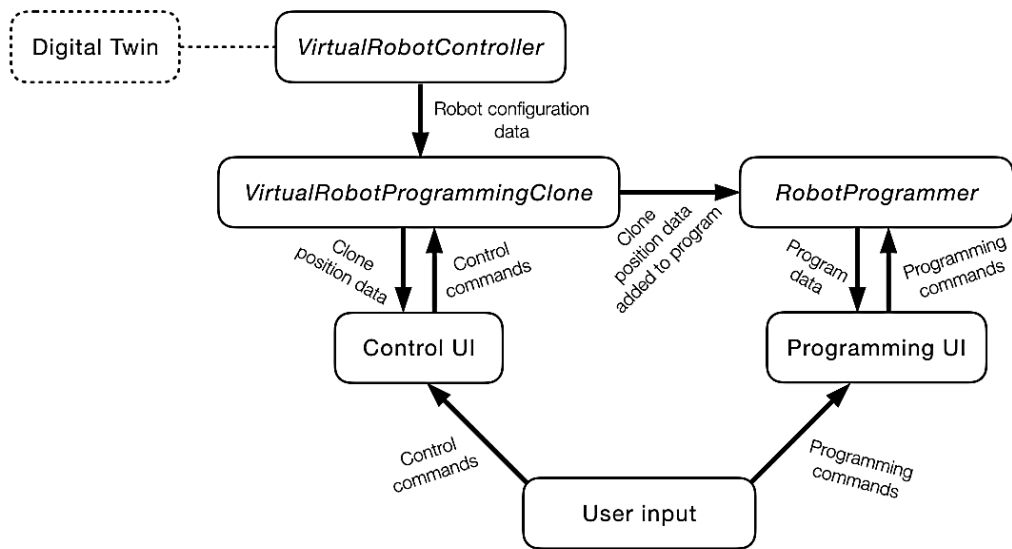 Digital Twin
VirtualRobotController
Robot configuration
data
VirtualRobotProgrammingClone
RobotProgrammer
Clone
position data
Control
commands
Clone
position data
added to program
Program
data
Programming
commands
Control UI
Programming UI
Control
commands
Programming
commands
User input